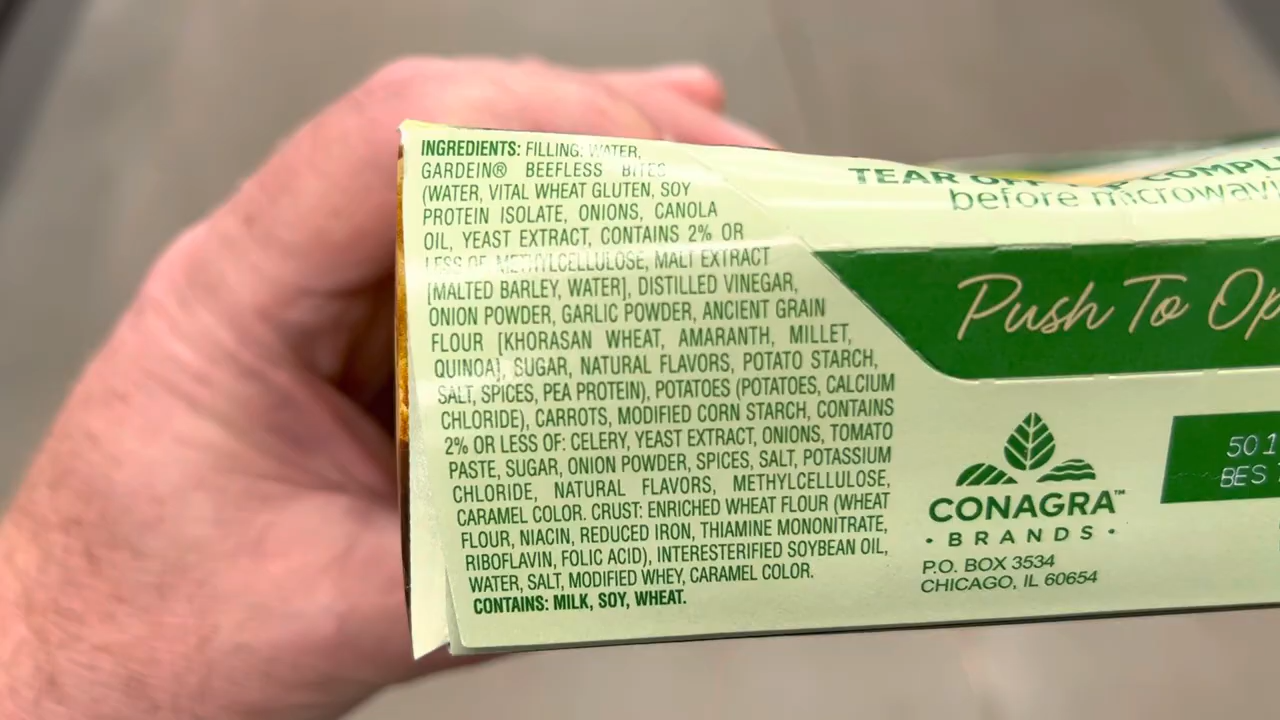 INGREDIENTS: FILLING: WATER,
GARDEIN® BEEFLESS BITES
(WATER, VITAL WHEAT GLUTEN, SOY
PROTEIN ISOLATE, ONIONS, CANOLA
OIL, YEAST EXTRACT, CONTAINS 2% OR
LESS OF METHYLCELLULOSE, MALT EXTRACT
[MALTED BARLEY, WATER], DISTILLED VINEGAR,
ONION POWDER, GARLIC POWDER, ANCIENT GRAIN
FLOUR [KHORASAN WHEAT, AMARANTH, MILLET,
QUINOA], SUGAR, NATURAL FLAVORS, POTATO STARCH,
SALT, SPICES, PEA PROTEIN), POTATOES (POTATOES, CALCIUM
CHLORIDE), CARROTS, MODIFIED CORN STARCH, CONTAINS
2% OR LESS OF: CELERY, YEAST EXTRACT, ONIONS, TOMATO
PASTE, SUGAR, ONION POWDER, SPICES, SALT, POTASSIUM
CHLORIDE, NATURAL FLAVORS, METHYLCELLULOSE,
CARAMEL COLOR. CRUST: ENRICHED WHEAT FLOUR (WHEAT
FLOUR, NIACIN, REDUCED IRON, THIAMINE MONONITRATE,
RIBOFLAVIN, FOLIC ACID), INTERESTERIFIED SOYBEAN OIL,
WATER, SALT, MODIFIED WHEY, CARAMEL COLOR.
CONTAINS: MILK, SOY, WHEAT.
TEAR OFF
before
Push To
CONAGRA™
• BRANDS •
P.O. BOX 3534
CHICAGO, IL 60654
50 1
BES